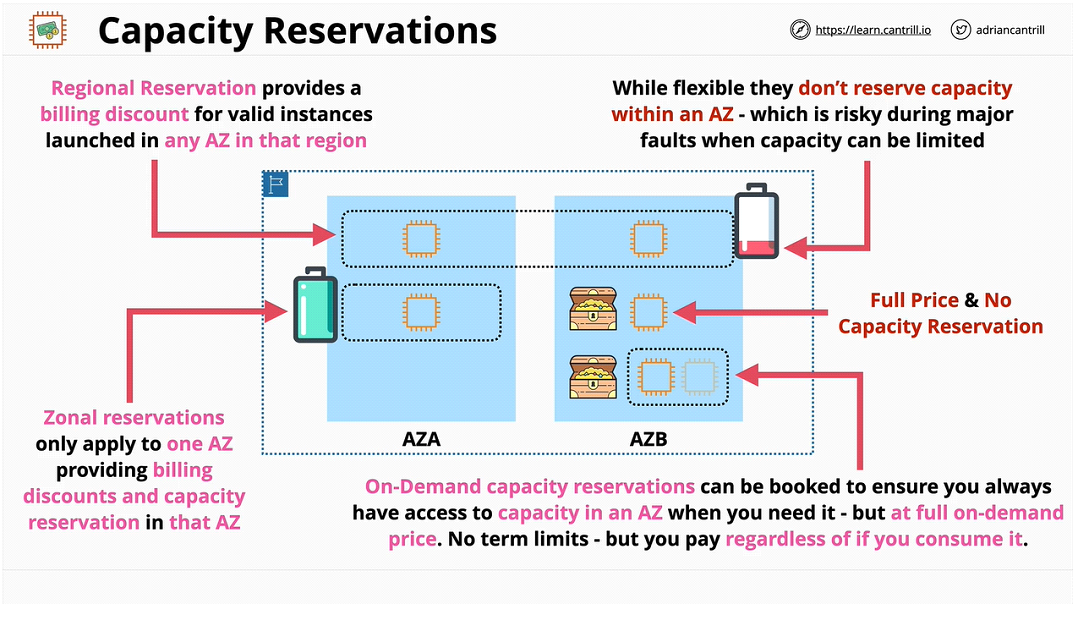 Capacity Reservations
https://learn.cantrill.io
adriancantrill
Regional Reservation provides a
billing discount for valid instances
launched in any AZ in that region
While flexible they don't reserve capacity
within an AZ - which is risky during major
faults when capacity can be limited
Full Price & No
Capacity Reservation
Zonal reservations
only apply to one AZ
providing billing
discounts and capacity
reservation in that AZ
AZA
AZB
On-Demand capacity reservations can be booked to ensure you always
have access to capacity in an AZ when you need it - but at full on-demand
price. No term limits - but you pay regardless of if you consume it.